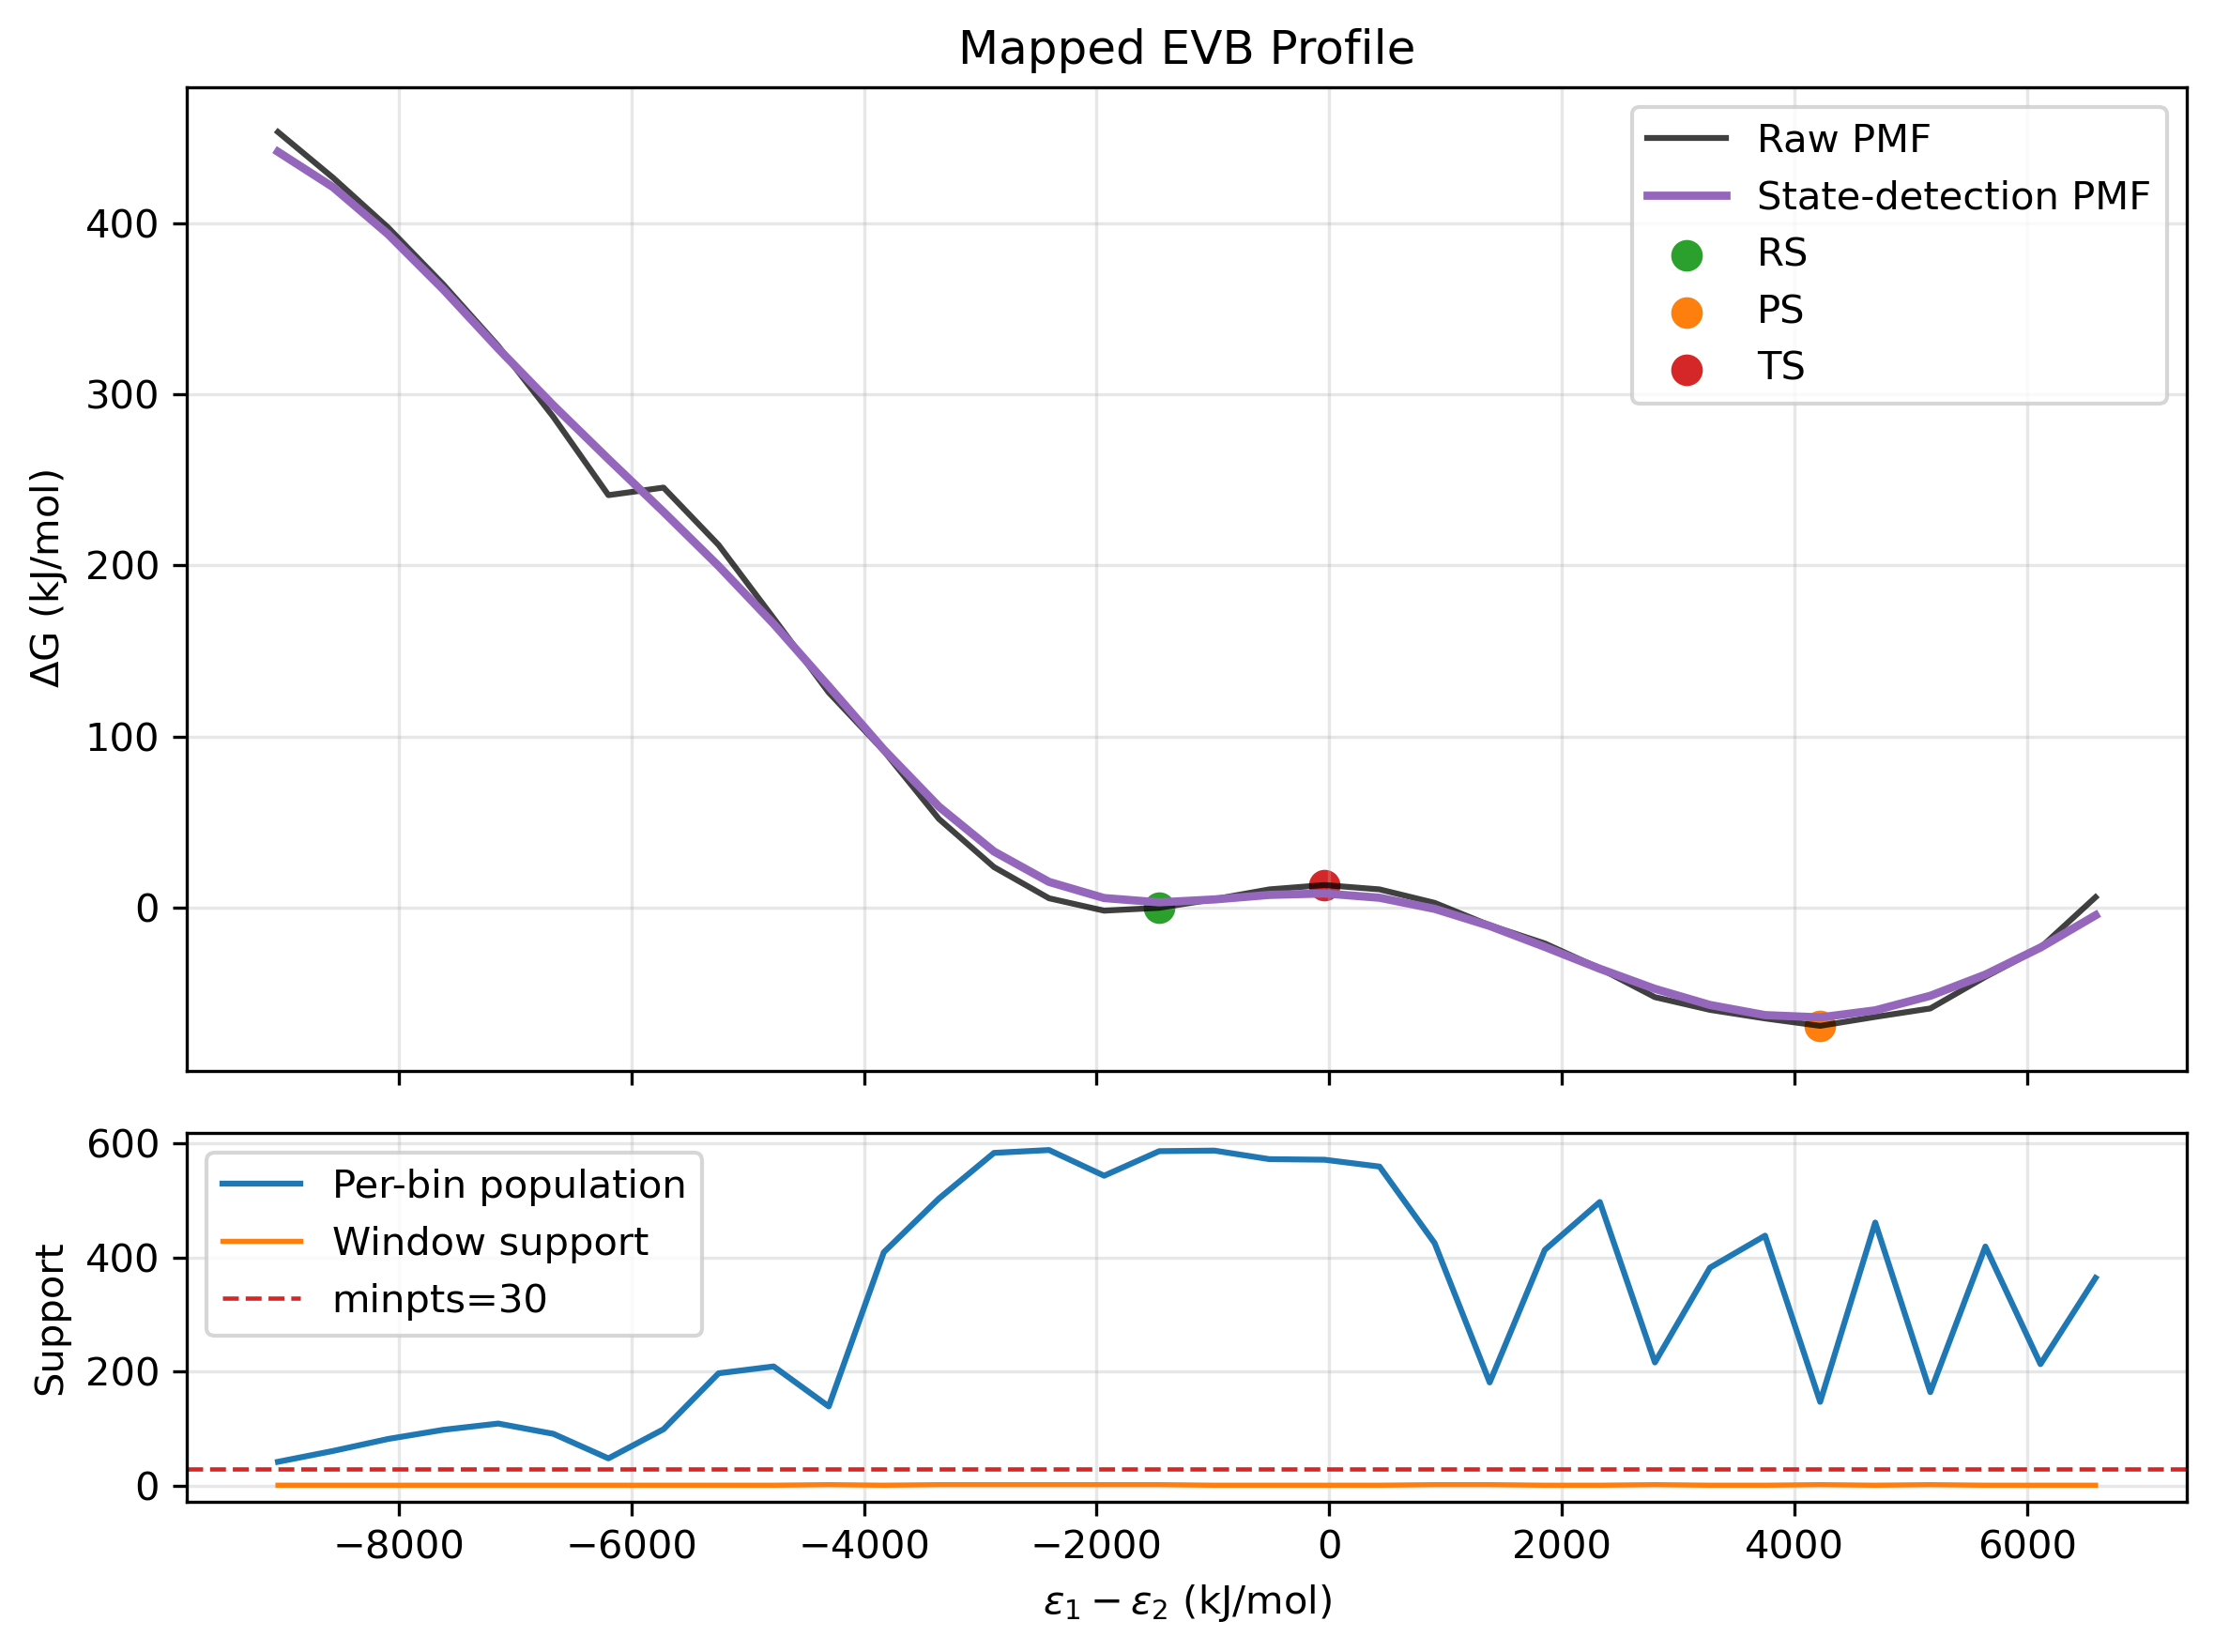 Mapped EVB Profile
Raw PMF
State-detection PMF
RS
PS
TS
400
300
200
100
0
ΔG (kJ/mol)
600
400
200
0
Support
Per-bin population
Window support
minpts=30
−8000 −6000 −4000 −2000 0 2000 4000 6000
ε₁ − ε₂ (kJ/mol)